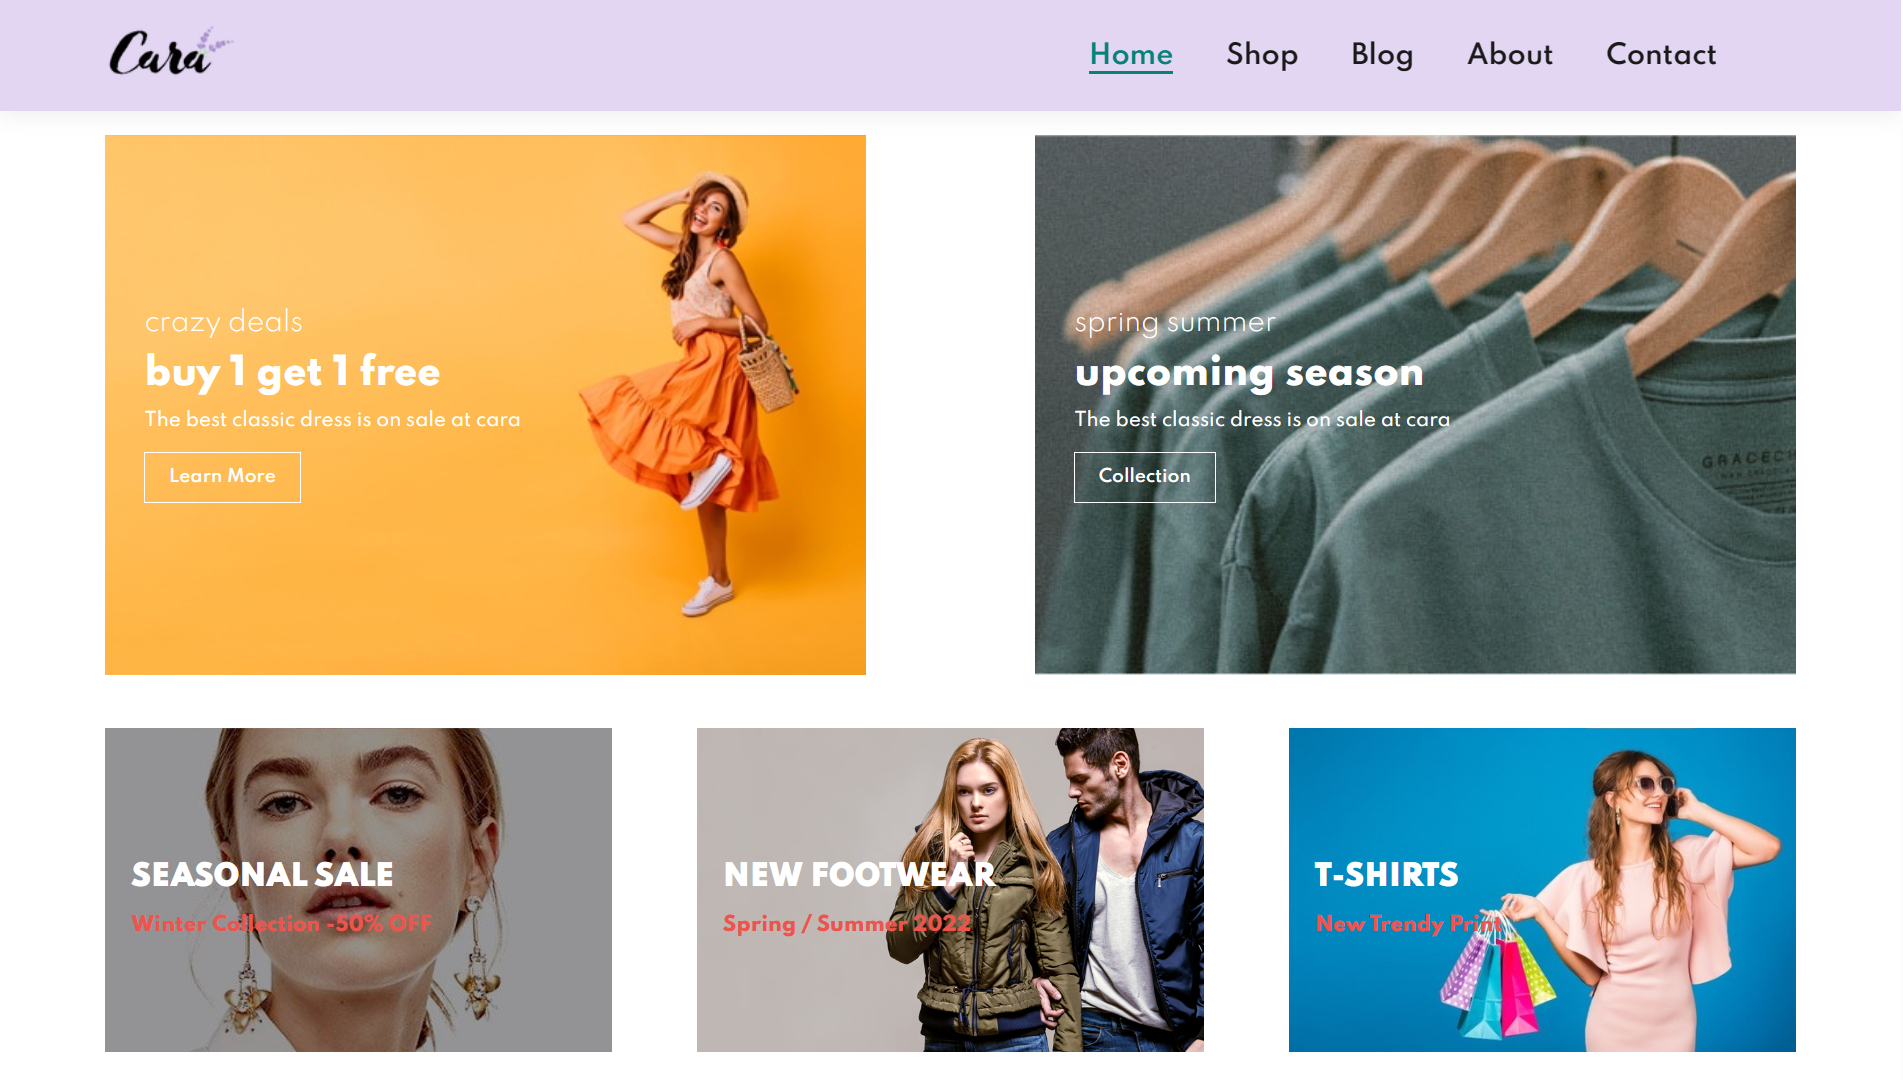 Cara
Home Shop Blog About Contact
crazy deals
buy 1 get 1 free
The best classic dress is on sale at cara
Learn More
spring summer
upcoming season
The best classic dress is on sale at cara
Collection
GRACECH
SEASONAL SALE
Winter Collection -50% OFF
NEW FOOTWEAR
Spring / Summer 2022
T-SHIRTS
New Trendy Print